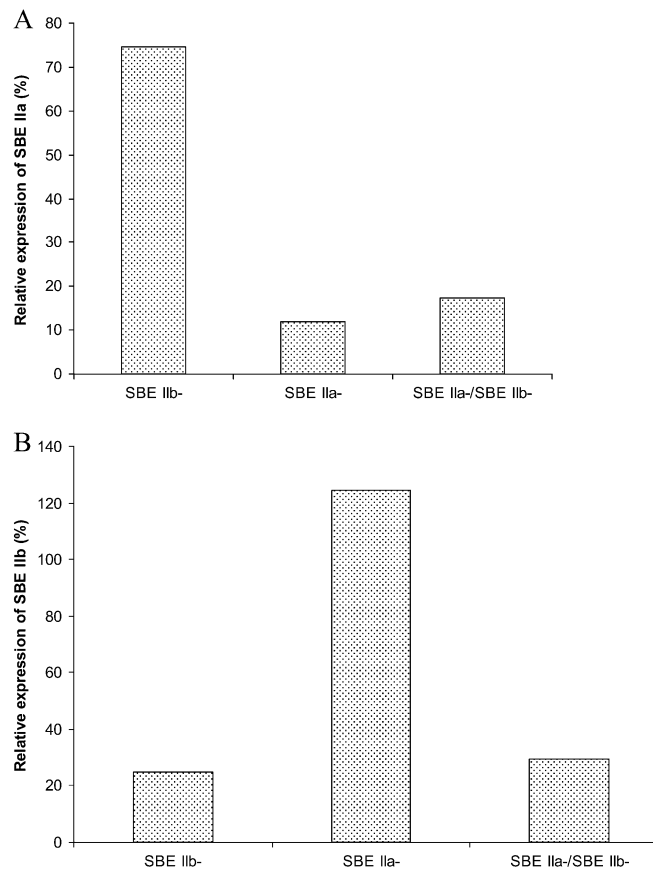 A
Relative expression of SBE IIa (%)
80
70
60
50
40
30
20
10
0
SBE IIb- SBE IIa- SBE IIa-/SBE IIb-
B
Relative expression of SBE IIb (%)
140
120
100
80
60
40
20
0
SBE IIb- SBE IIa- SBE IIa-/SBE IIb-